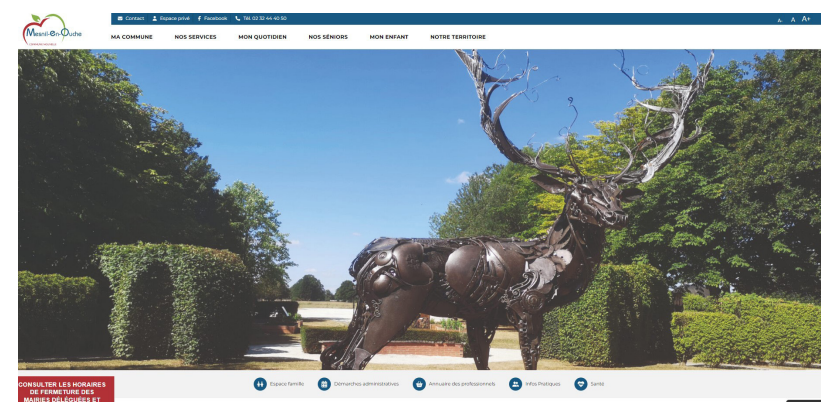 Contact Espace privé Facebook Tél. 02 32 44 40 50 A- A A+
Mesnil-En-Ouche
MA COMMUNE NOS SERVICES MON QUOTIDIEN NOS SÉNIORS MON ENFANT NOTRE TERRITOIRE
Espace famille Démarches administratives Annuaire des professionnels Infos Pratiques Santé
CONSULTER LES HORAIRES
DE FERMETURE DES
MAIRIES DÉLÉGUÉES ET